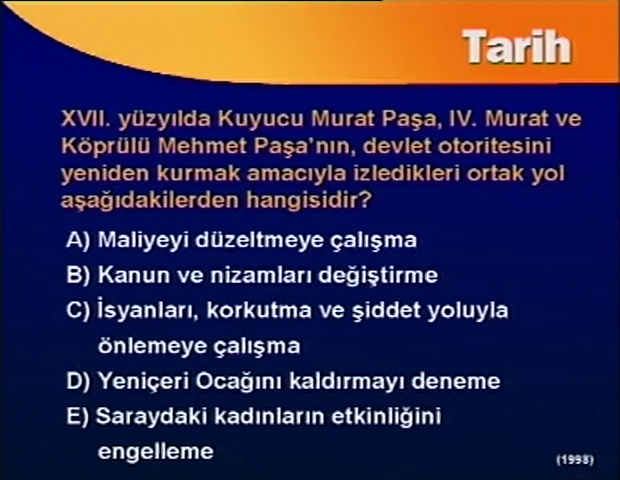 Tarih
XVII. yüzyılda Kuyucu Murat Paşa, IV. Murat ve
Köprülü Mehmet Paşa'nın, devlet otoritesini
yeniden kurmak amacıyla izledikleri ortak yol
aşağıdakilerden hangisidir?
A) Maliyeyi düzeltmeye çalışma
B) Kanun ve nizamları değiştirme
C) İsyanları, korkutma ve şiddet yoluyla
önlemeye çalışma
D) Yeniçeri Ocağını kaldırmayı deneme
E) Saraydaki kadınların etkinliğini
engelleme
(1998)